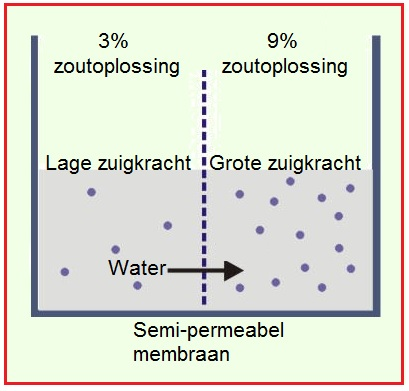 3%
zoutoplossing
9%
zoutoplossing
Lage zuigkracht
Grote zuigkracht
Water
Semi-permeabel
membraan